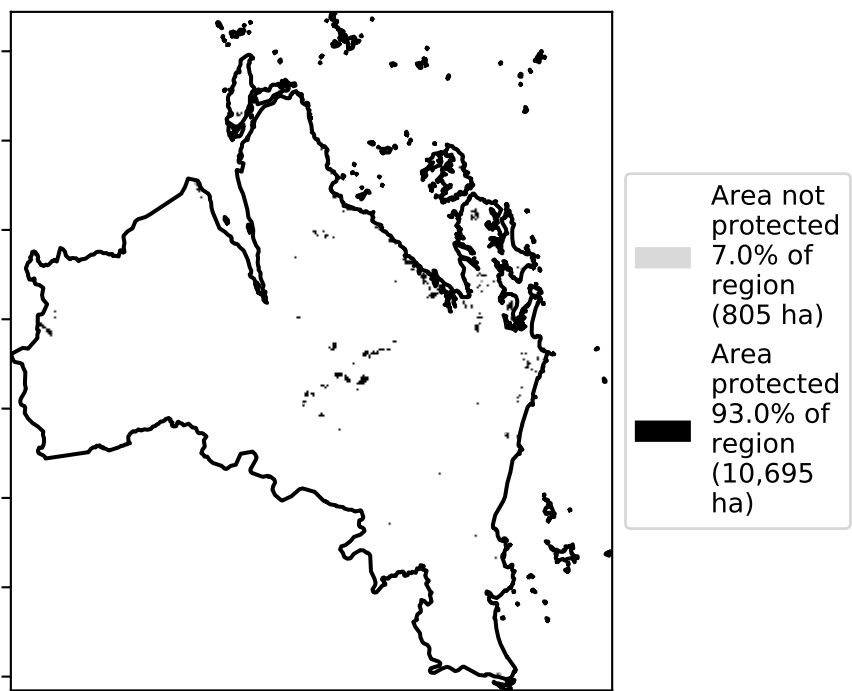 Area not
protected
7.0% of
region
(805 ha)
Area
protected
93.0% of
region
(10,695
ha)